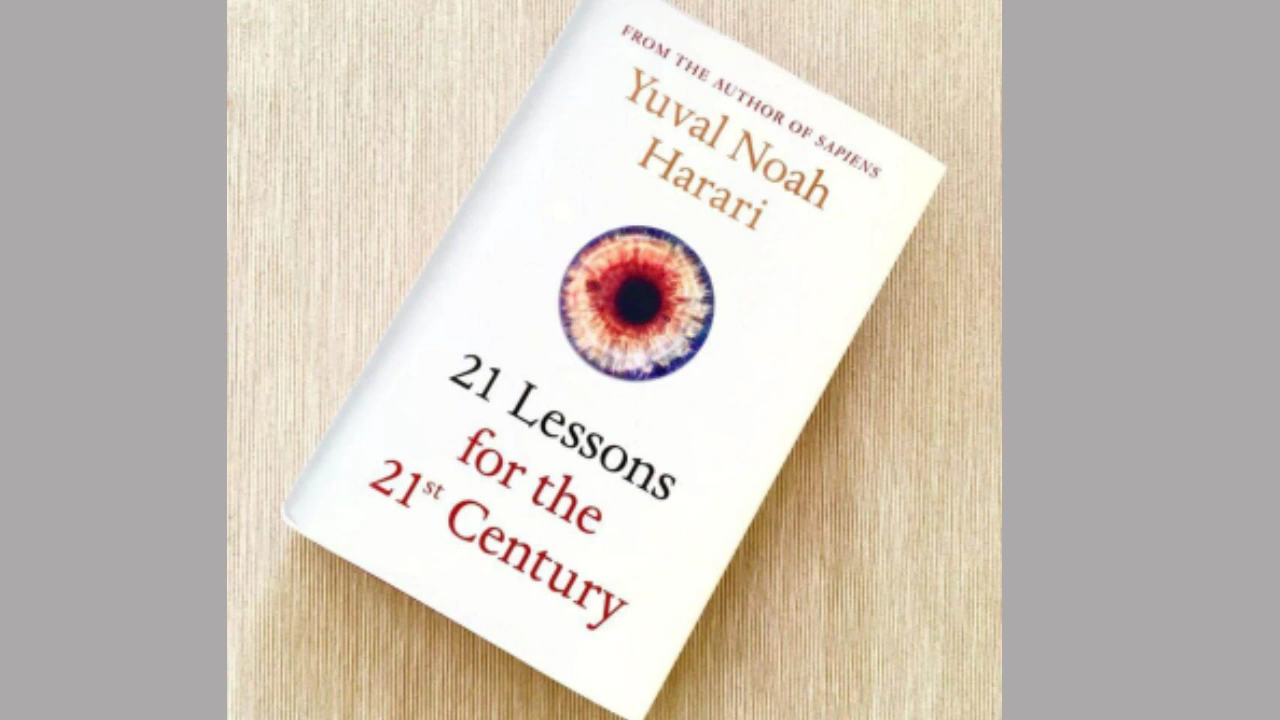 FROM THE AUTHOR OF SAPIENS
Yuval Noah
Harari
21 Lessons
for the
21st Century